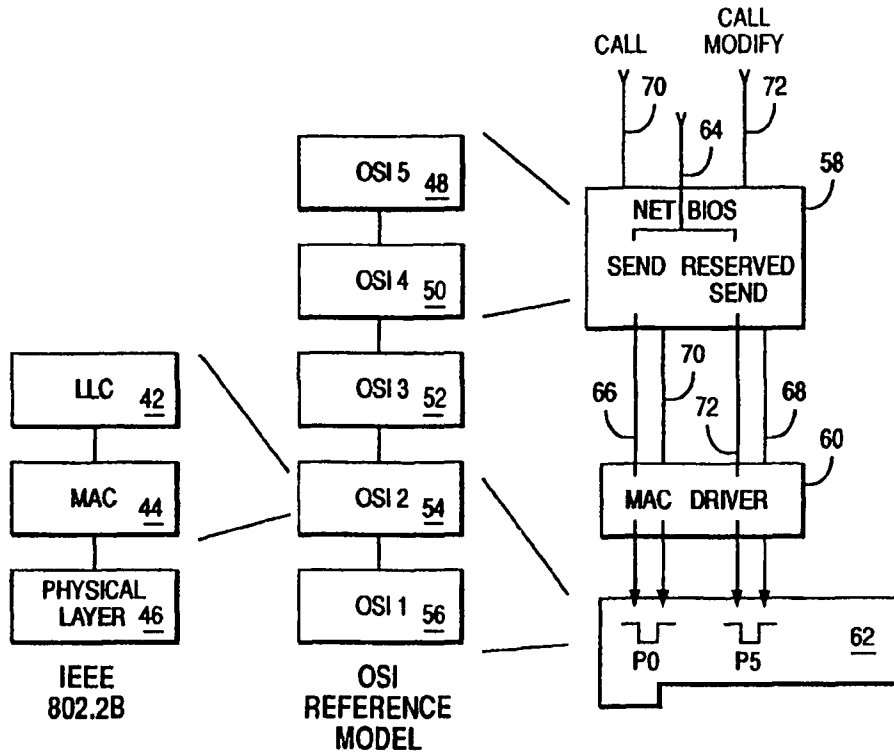 CALL
CALL
MODIFY
70
72
64
58
OSI 5 48
NET BIOS
SEND RESERVED
SEND
OSI 4 50
LLC 42
OSI 3 52
66
70
72
68
60
MAC 44
OSI 2 54
MAC DRIVER
PHYSICAL
LAYER 46
OSI 1 56
P0 P5 62
IEEE
802.2B
OSI
REFERENCE
MODEL